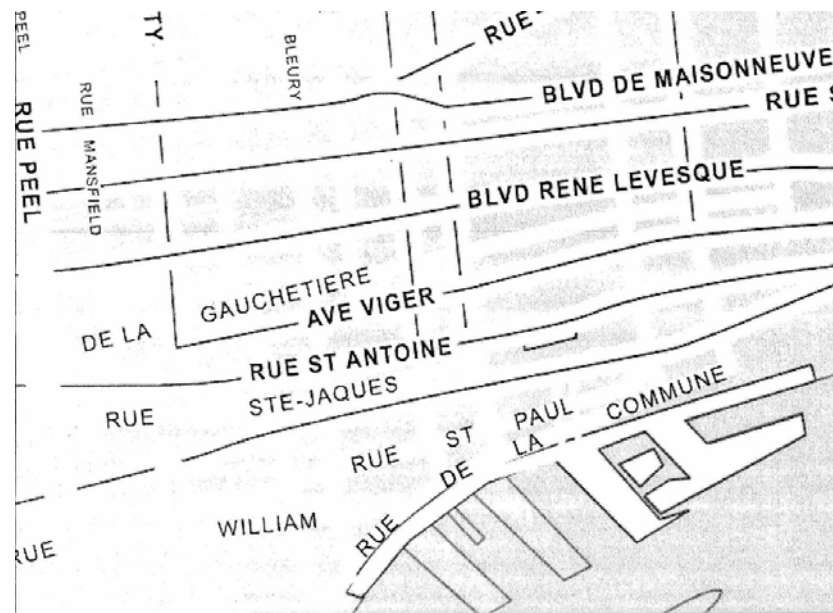 PEEL
TY
BLEURY
RUE
RUE PEEL
RUE MANSFIELD
BLVD DE MAISONNEUVE
RUE S
BLVD RENE LEVESQUE
DE LA GAUCHETIERE
AVE VIGER
RUE ST ANTOINE
RUE STE-JAQUES
RUE ST PAUL
RUE DE LA COMMUNE
RUE WILLIAM